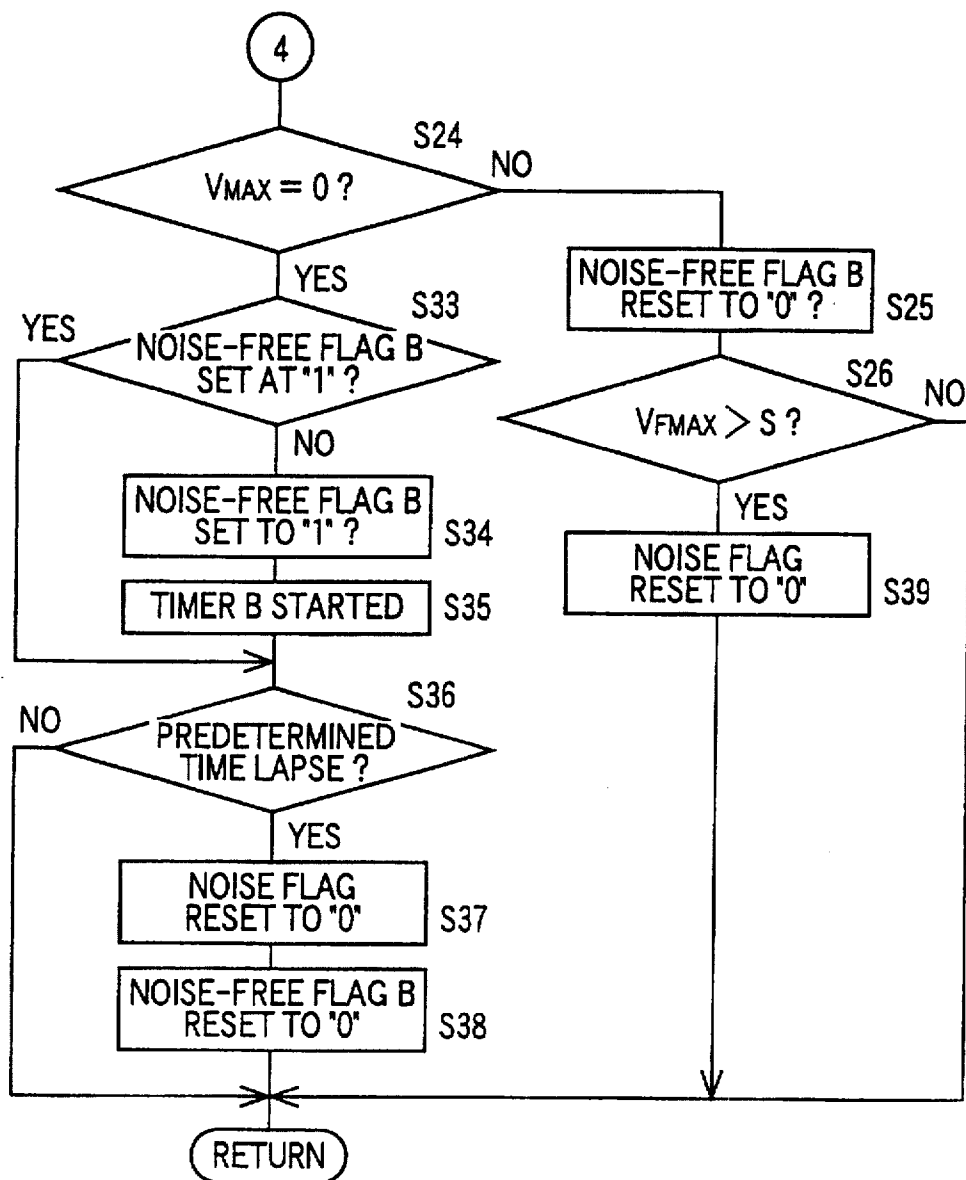 4
S24
VMAX = 0 ?
NO
YES
NOISE-FREE FLAG B
RESET TO "0" ?
S25
S33
YES
NOISE-FREE FLAG B
SET AT "1" ?
NO
S26
NO
VFMAX > S ?
YES
NOISE-FREE FLAG B
SET TO "1" ?
S34
NOISE FLAG
RESET TO "0"
S39
TIMER B STARTED
S35
S36
NO
PREDETERMINED
TIME LAPSE ?
YES
NOISE FLAG
RESET TO "0"
S37
NOISE-FREE FLAG B
RESET TO "0"
S38
RETURN